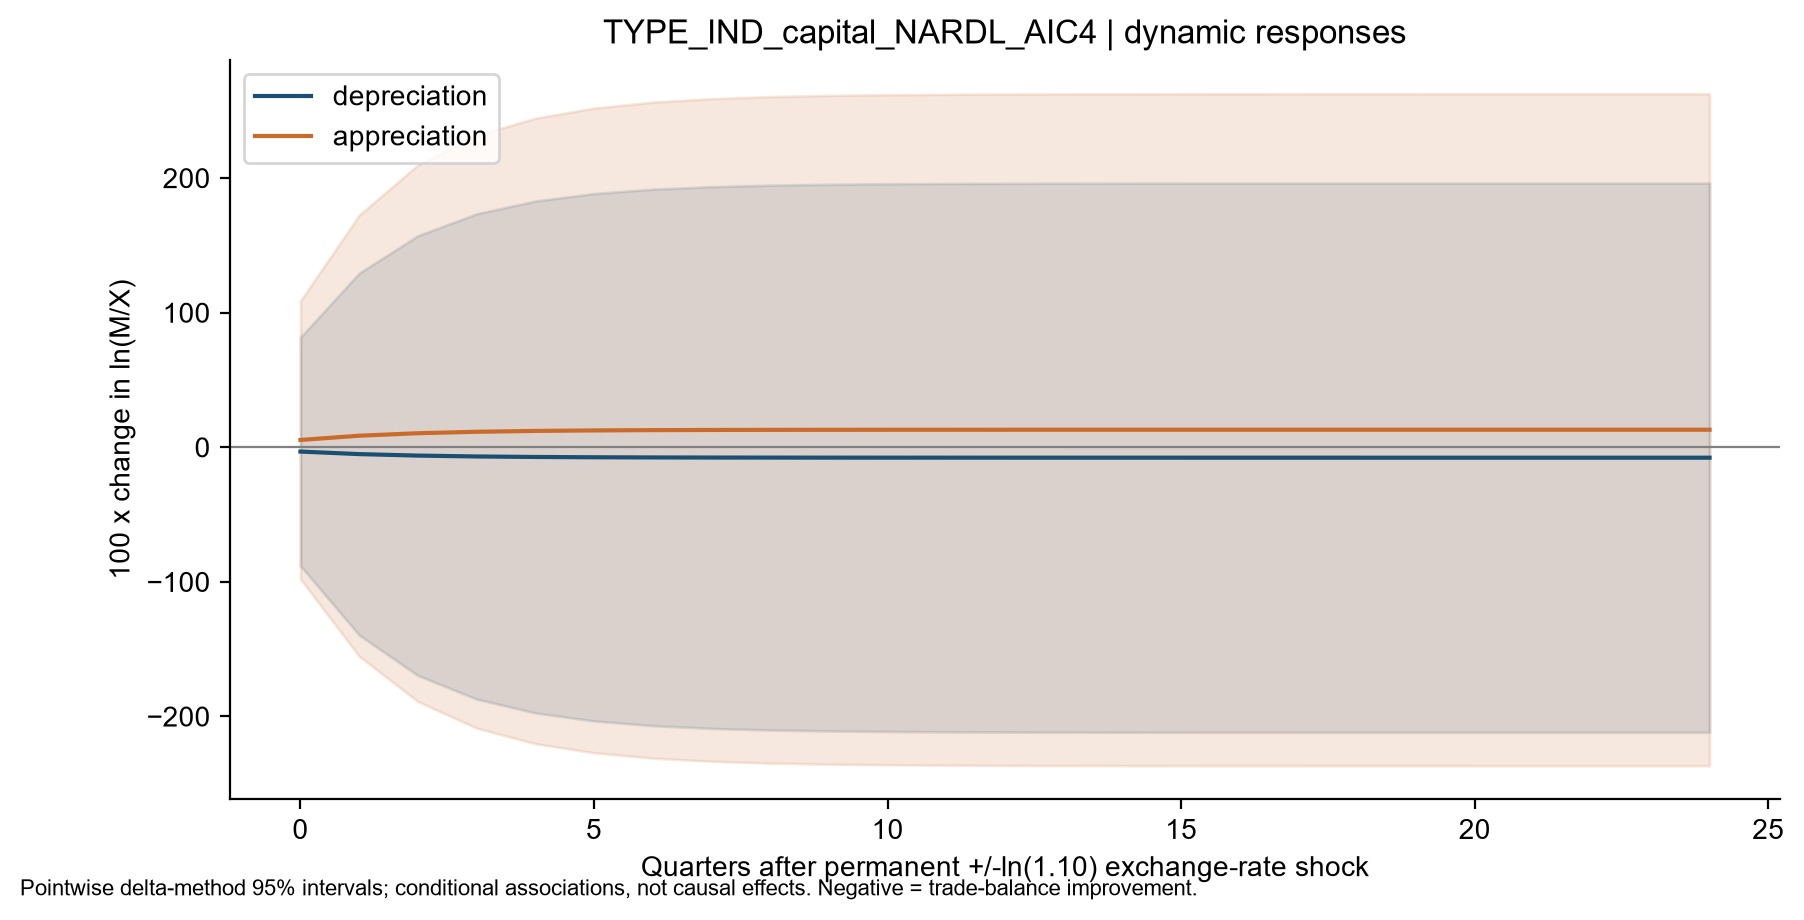 TYPE_IND_capital_NARDL_AIC4 | dynamic responses
depreciation
appreciation
100 x change in ln(M/X)
200
100
0
−100
−200
0
5
10
15
20
25
Quarters after permanent +/-ln(1.10) exchange-rate shock
Pointwise delta-method 95% intervals; conditional associations, not causal effects. Negative = trade-balance improvement.